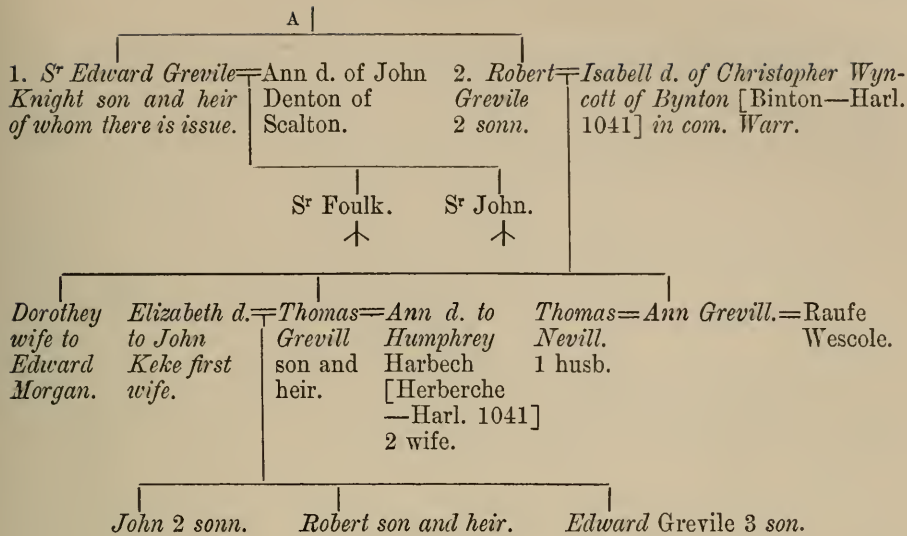 A
1. Sʳ Edward Grevile=Ann d. of John
Knight son and heir Denton of
of whom there is issue. Scalton.
2. Robert=Isabell d. of Christopher Wyn-
Grevile cott of Bynton [Binton—Harl.
2 sonn. 1041] in com. Warr.
Sʳ Foulk. Sʳ John.
Dorothey
wife to
Edward
Morgan.
Elizabeth d.=Thomas=Ann d. to
to John Grevill Humphrey
Keke first son and Harbech
wife. heir. [Herberche
—Harl. 1041]
2 wife.
Thomas=Ann Grevill.=Raufe
Nevill. Wescole.
1 husb.
John 2 sonn. Robert son and heir. Edward Grevile 3 son.